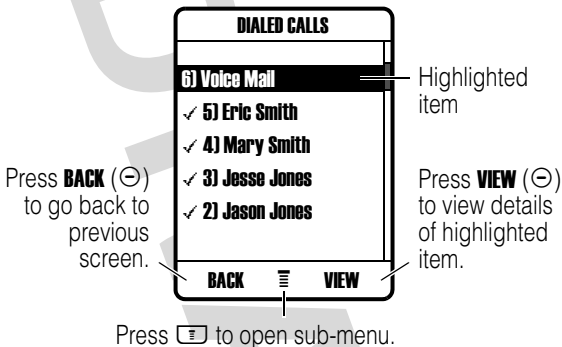 DIALED CALLS
6) Voice Mail
Highlighted
item
✓ 5) Eric Smith
✓ 4) Mary Smith
✓ 3) Jesse Jones
✓ 2) Jason Jones
Press BACK (⊖)
to go back to
previous
screen.
Press VIEW (⊖)
to view details
of highlighted
item.
BACK VIEW
Press to open sub-menu.